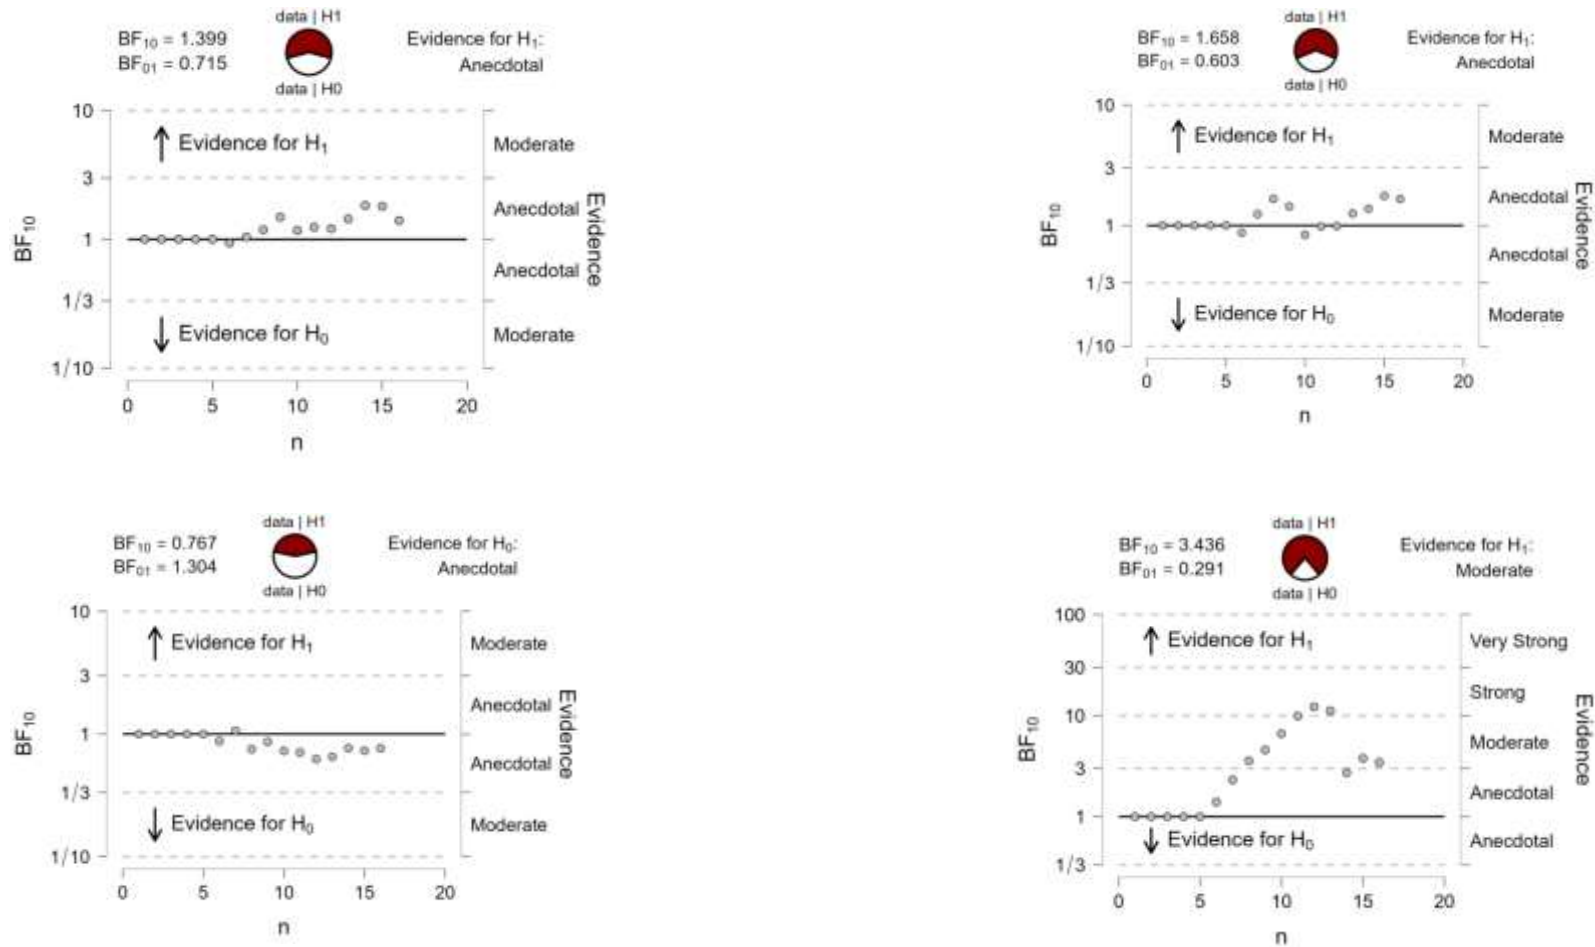 data | H1
BF₁₀ = 1.399
BF₀₁ = 0.715
Evidence for H₁:
Anecdotal
data | H0
10
3
1
1/3
1/10
BF₁₀
Evidence for H₁
Evidence for H₀
Moderate
Anecdotal
Anecdotal
Moderate
Evidence
0 5 10 15 20
n
data | H1
BF₁₀ = 1.658
BF₀₁ = 0.603
Evidence for H₁:
Anecdotal
data | H0
10
3
1
1/3
1/10
BF₁₀
Evidence for H₁
Evidence for H₀
Moderate
Anecdotal
Anecdotal
Moderate
Evidence
0 5 10 15 20
n
data | H1
BF₁₀ = 0.767
BF₀₁ = 1.304
Evidence for H₀:
Anecdotal
data | H0
10
3
1
1/3
1/10
BF₁₀
Evidence for H₁
Evidence for H₀
Moderate
Anecdotal
Anecdotal
Moderate
Evidence
0 5 10 15 20
n
data | H1
BF₁₀ = 3.436
BF₀₁ = 0.291
Evidence for H₁:
Moderate
data | H0
100
30
10
3
1
1/3
BF₁₀
Evidence for H₁
Evidence for H₀
Very Strong
Strong
Moderate
Anecdotal
Anecdotal
Evidence
0 5 10 15 20
n